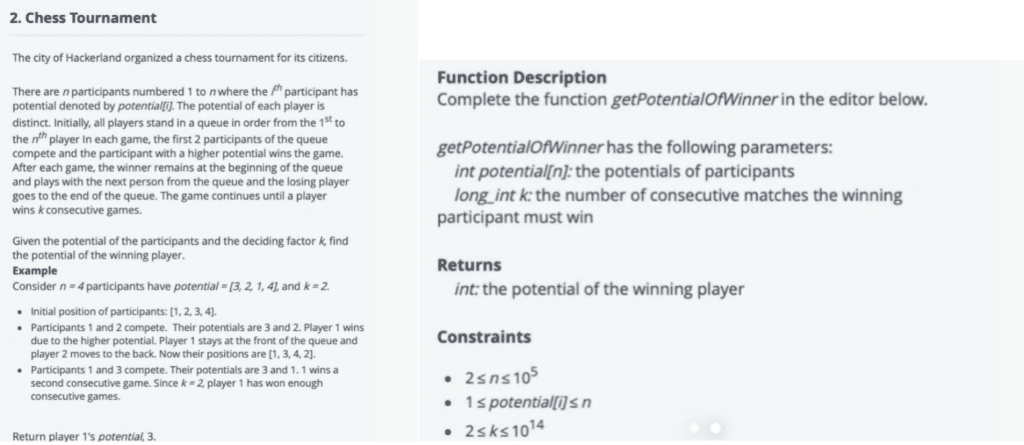 2. Chess Tournament
The city of Hackerland organized a chess tournament for its citizens.
There are n participants numbered 1 to n where the ith participant has
potential denoted by potential[i]. The potential of each player is
distinct. Initially, all players stand in a queue in order from the 1st to
the nth player In each game, the first 2 participants of the queue
compete and the participant with a higher potential wins the game.
After each game, the winner remains at the beginning of the queue
and plays with the next person from the queue and the losing player
goes to the end of the queue. The game continues until a player
wins k consecutive games.
Given the potential of the participants and the deciding factor k, find
the potential of the winning player.
Example
Consider n = 4 participants have potential = [3, 2, 1, 4], and k = 2.
• Initial position of participants: [1, 2, 3, 4].
• Participants 1 and 2 compete. Their potentials are 3 and 2. Player 1 wins
due to the higher potential. Player 1 stays at the front of the queue and
player 2 moves to the back. Now their positions are [1, 3, 4, 2].
• Participants 1 and 3 compete. Their potentials are 3 and 1. 1 wins a
second consecutive game. Since k = 2, player 1 has won enough
consecutive games.
Return player 1's potential, 3.
Function Description
Complete the function getPotentialOfWinner in the editor below.
getPotentialOfWinner has the following parameters:
int potential[n]: the potentials of participants
long_int k: the number of consecutive matches the winning
participant must win
Returns
int: the potential of the winning player
Constraints
• 2≤n≤10^5
• 1≤potential[i]≤n
• 2≤k≤10^14